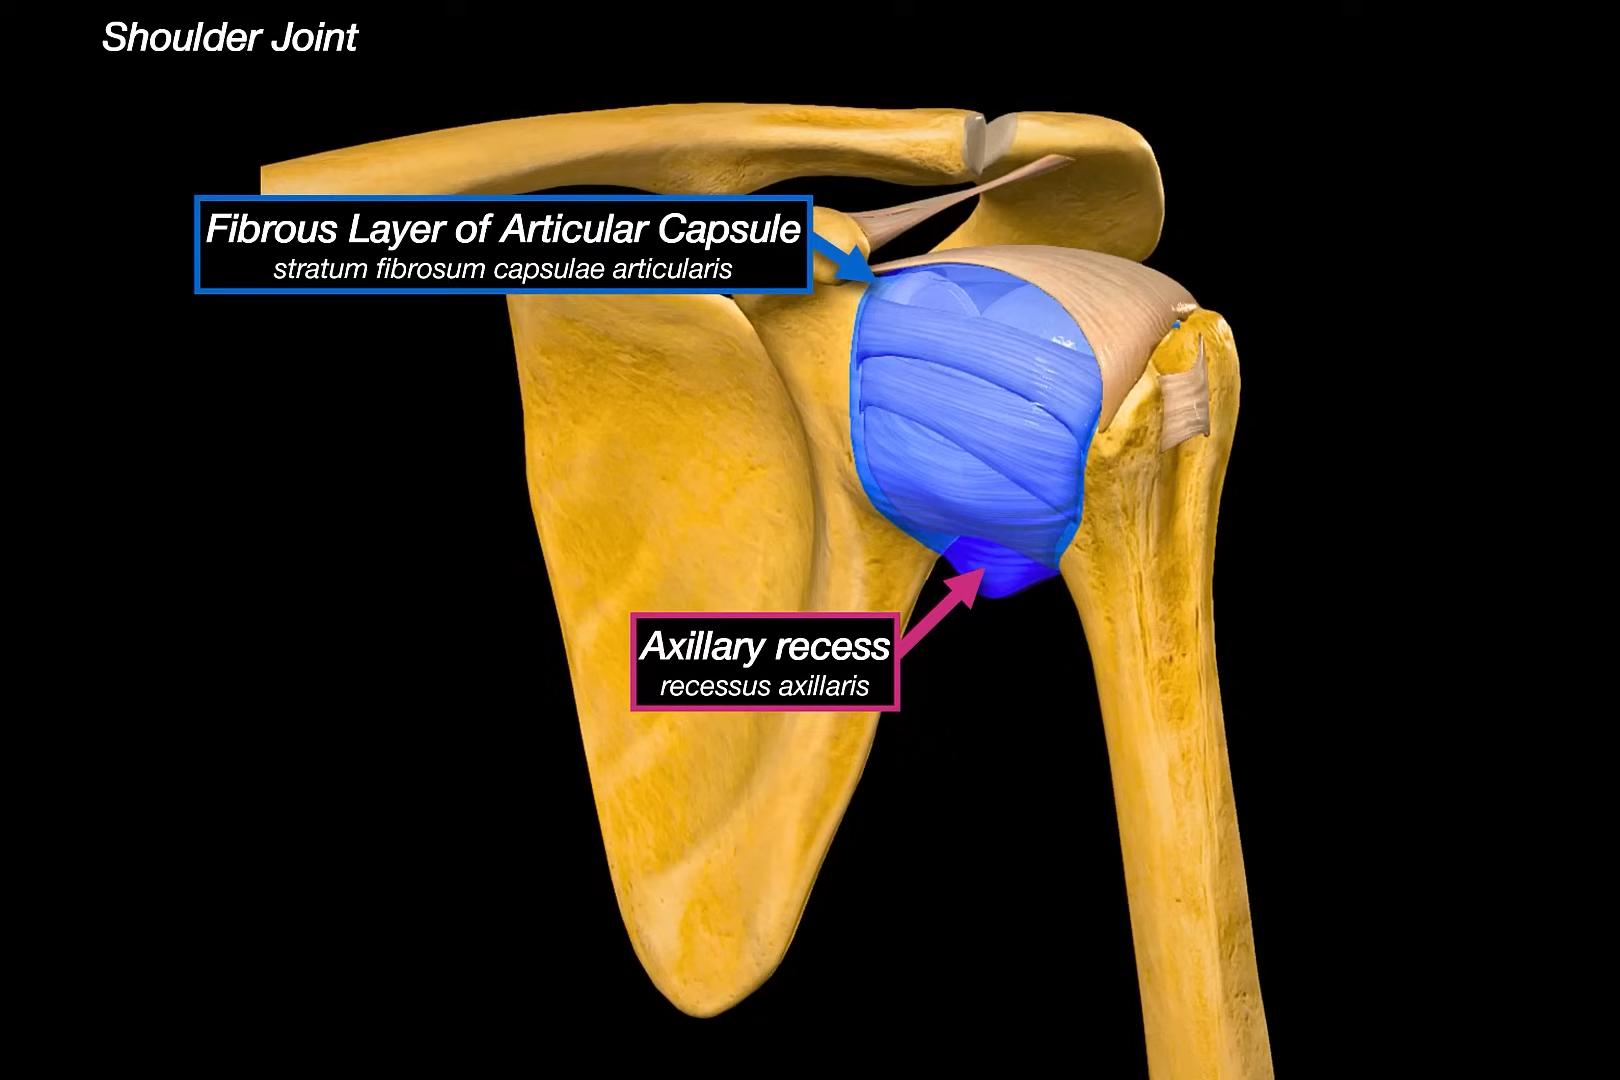 Shoulder Joint
Fibrous Layer of Articular Capsule
stratum fibrosum capsulae articularis
Axillary recess
recessus axillaris